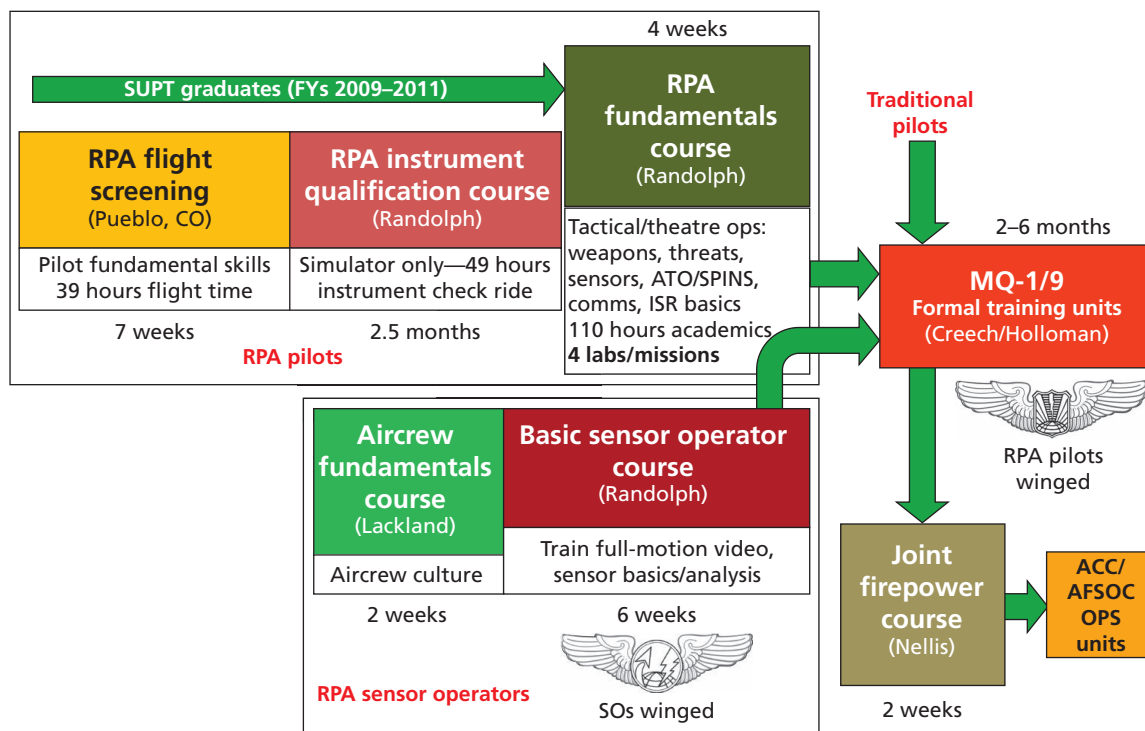 4 weeks
SUPT graduates (FYs 2009–2011)
RPA
fundamentals
course
(Randolph)
RPA flight
screening
(Pueblo, CO)
RPA instrument
qualification course
(Randolph)
Pilot fundamental skills
39 hours flight time
Simulator only—49 hours
instrument check ride
Tactical/theatre ops:
weapons, threats,
sensors, ATO/SPINS,
comms, ISR basics
110 hours academics
4 labs/missions
7 weeks
2.5 months
RPA pilots
Traditional
pilots
2–6 months
MQ-1/9
Formal training units
(Creech/Holloman)
RPA pilots
winged
Aircrew
fundamentals
course
(Lackland)
Basic sensor operator
course
(Randolph)
Aircrew culture
Train full-motion video,
sensor basics/analysis
2 weeks
6 weeks
RPA sensor operators
SOs winged
Joint
firepower
course
(Nellis)
2 weeks
ACC/
AFSOC
OPS
units